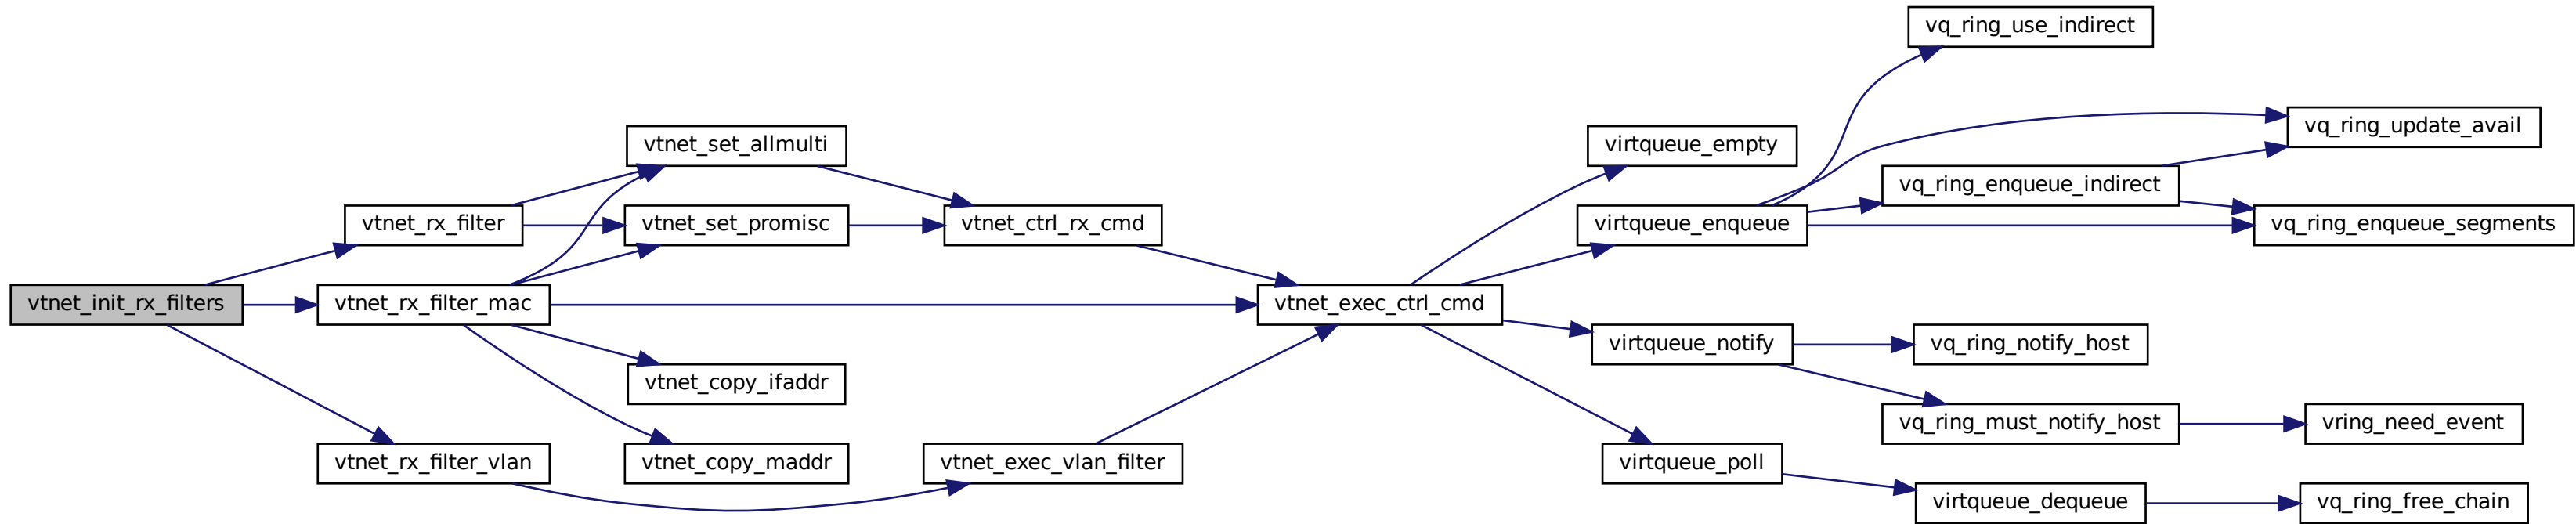 vtnet_init_rx_filters
vtnet_rx_filter
vtnet_rx_filter_mac
vtnet_rx_filter_vlan
vtnet_set_allmulti
vtnet_set_promisc
vtnet_copy_ifaddr
vtnet_copy_maddr
vtnet_ctrl_rx_cmd
vtnet_exec_vlan_filter
vtnet_exec_ctrl_cmd
virtqueue_empty
virtqueue_enqueue
virtqueue_notify
virtqueue_poll
vq_ring_use_indirect
vq_ring_enqueue_indirect
vq_ring_notify_host
vq_ring_must_notify_host
virtqueue_dequeue
vq_ring_update_avail
vq_ring_enqueue_segments
vring_need_event
vq_ring_free_chain